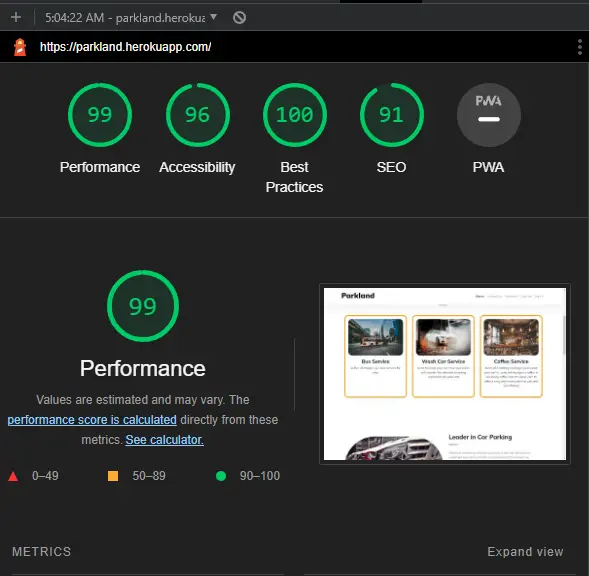 5:04:22 AM - parkland.heroku
https://parkland.herokuapp.com/
99
96
100
91
PWA
Performance
Accessibility
Best
Practices
SEO
PWA
99
Performance
Values are estimated and may vary. The
performance score is calculated directly from these
metrics. See calculator.
0–49
50–89
90–100
Parkland
Bus Service
Wash Car Service
Coffee Service
Leader in Car Parking
METRICS
Expand view